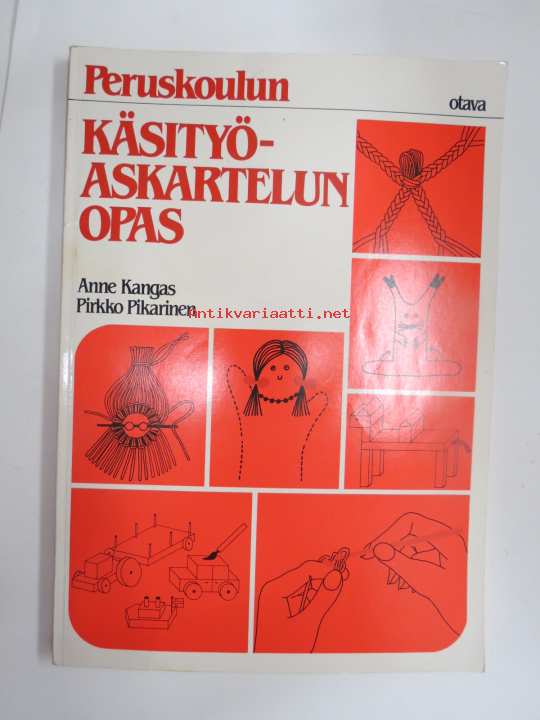 Peruskoulun
otava
KÄSITYÖ-
ASKARTELUN
OPAS
Anne Kangas
Pirkko Pikarinen
Antikvariaatti.net